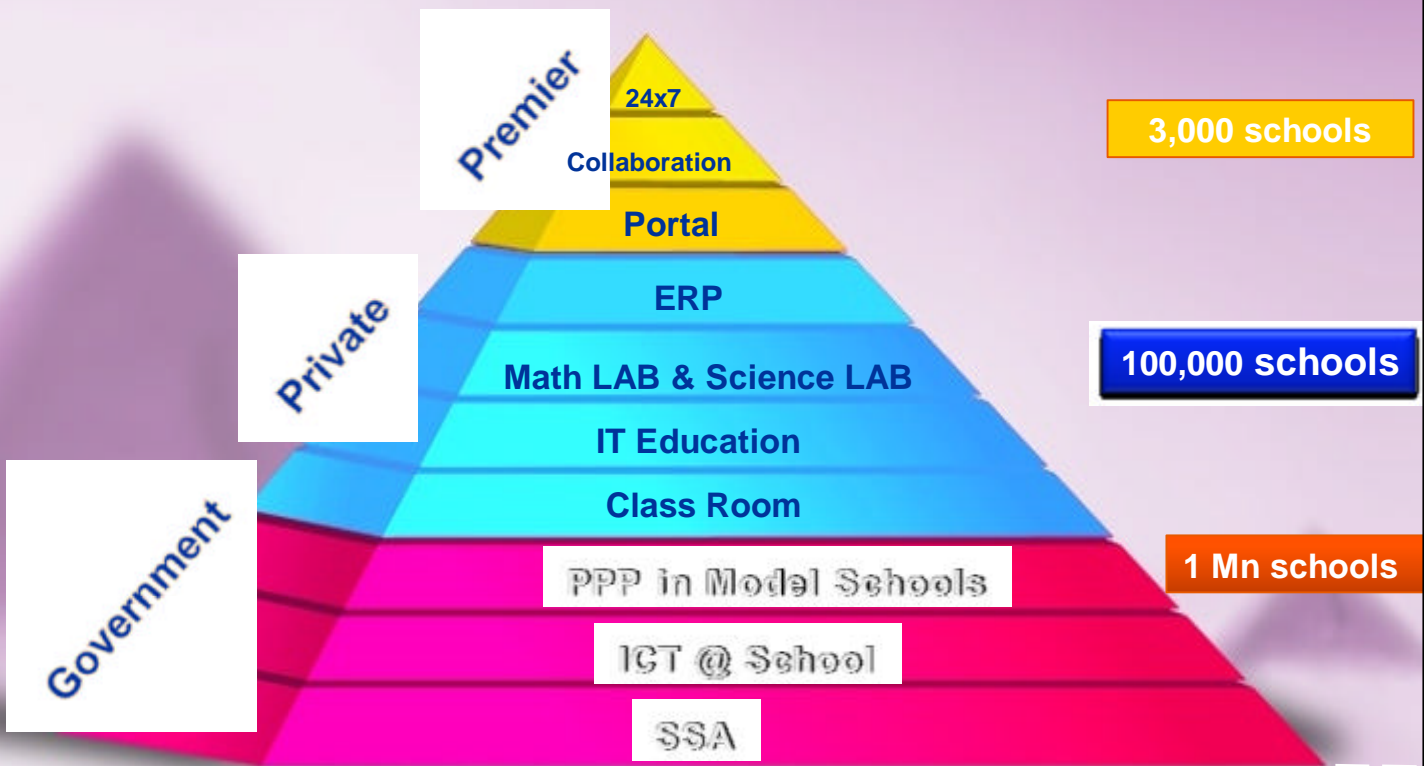 Premier
24x7
Collaboration
Portal
3,000 schools
Private
ERP
Math LAB & Science LAB
IT Education
Class Room
100,000 schools
Government
PPP in Model Schools
ICT @ School
SSA
1 Mn schools